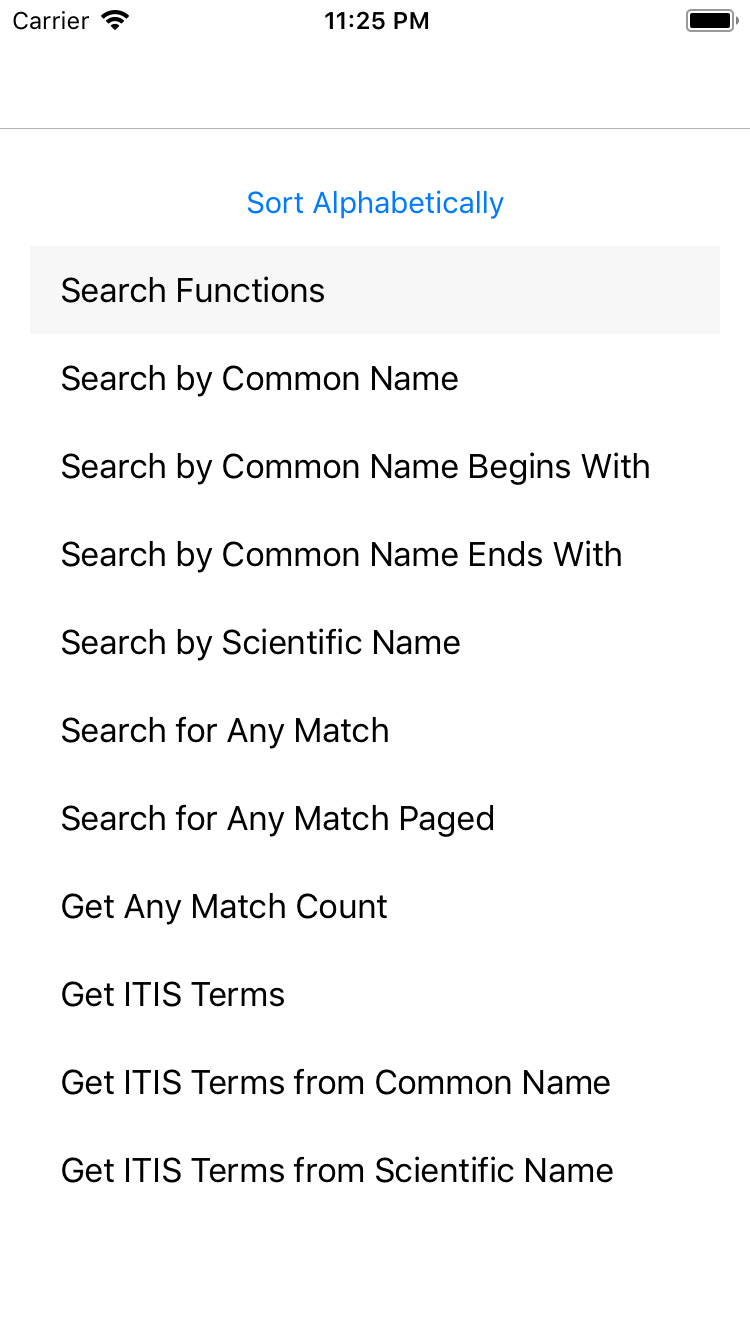 Carrier 11:25 PM
Sort Alphabetically
Search Functions
Search by Common Name
Search by Common Name Begins With
Search by Common Name Ends With
Search by Scientific Name
Search for Any Match
Search for Any Match Paged
Get Any Match Count
Get ITIS Terms
Get ITIS Terms from Common Name
Get ITIS Terms from Scientific Name